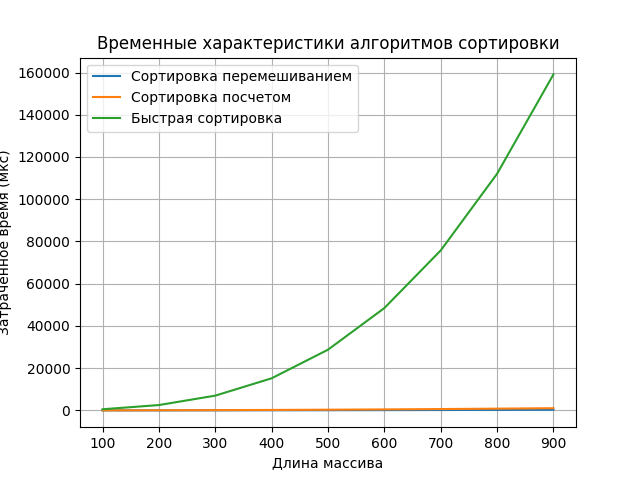 Временные характеристики алгоритмов сортировки
Сортировка перемешиванием
Сортировка посчетом
Быстрая сортировка
160000
140000
120000
100000
80000
60000
40000
20000
0
Затраченное время (мкс)
100 200 300 400 500 600 700 800 900
Длина массива